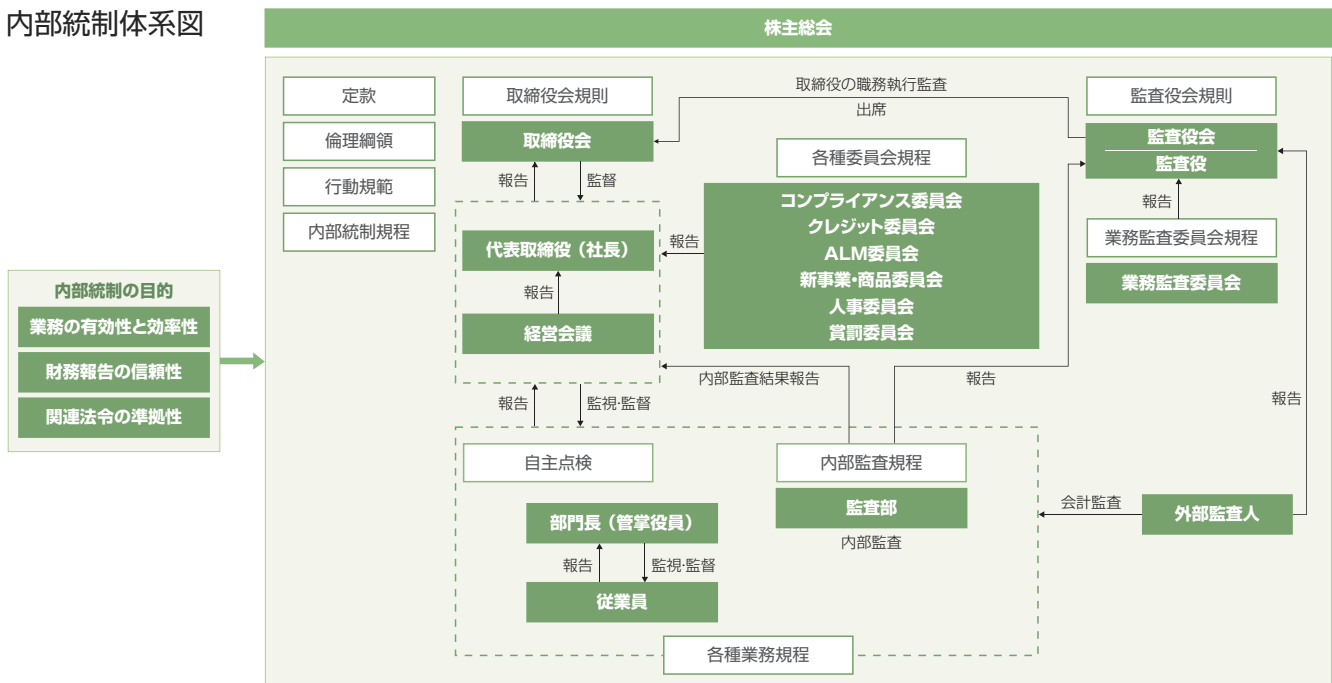 内部統制体系図
株主総会
定款
倫理綱領
行動規範
内部統制規程
内部統制の目的
業務の有効性と効率性
財務報告の信頼性
関連法令の準拠性
取締役会規則
取締役会
報告
監督
代表取締役（社長）
報告
経営会議
報告
監視・監督
取締役の職務執行監査
出席
各種委員会規程
コンプライアンス委員会
クレジット委員会
ALM委員会
新事業・商品委員会
人事委員会
賞罰委員会
報告
監査役会規則
監査役会
監査役
報告
業務監査委員会規程
業務監査委員会
内部監査結果報告
報告
報告
自主点検
部門長（管掌役員）
報告
監視・監督
従業員
内部監査規程
監査部
内部監査
会計監査
外部監査人
各種業務規程